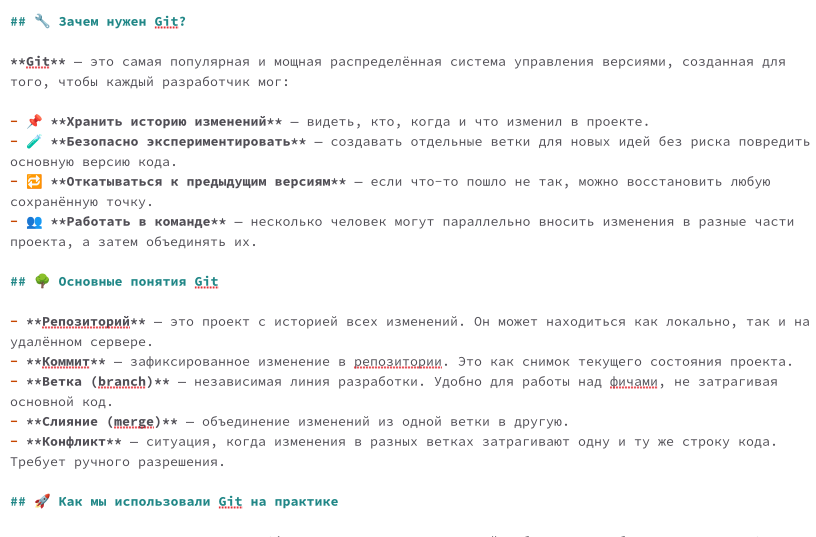 ## 🔧 Зачем нужен Git?
**Git** — это самая популярная и мощная распределённая система управления версиями, созданная для
того, чтобы каждый разработчик мог:
- 📌 **Хранить историю изменений** — видеть, кто, когда и что изменил в проекте.
- 🧪 **Безопасно экспериментировать** — создавать отдельные ветки для новых идей без риска повредить
основную версию кода.
- 🔁 **Откатываться к предыдущим версиям** — если что-то пошло не так, можно восстановить любую
сохранённую точку.
- 👥 **Работать в команде** — несколько человек могут параллельно вносить изменения в разные части
проекта, а затем объединять их.
## 🌳 Основные понятия Git
- **Репозиторий** — это проект с историей всех изменений. Он может находиться как локально, так и на
удалённом сервере.
- **Коммит** — зафиксированное изменение в репозитории. Это как снимок текущего состояния проекта.
- **Ветка (branch)** — независимая линия разработки. Удобно для работы над фичами, не затрагивая
основной код.
- **Слияние (merge)** — объединение изменений из одной ветки в другую.
- **Конфликт** — ситуация, когда изменения в разных ветках затрагивают одну и ту же строку кода.
Требует ручного разрешения.
## 🚀 Как мы использовали Git на практике